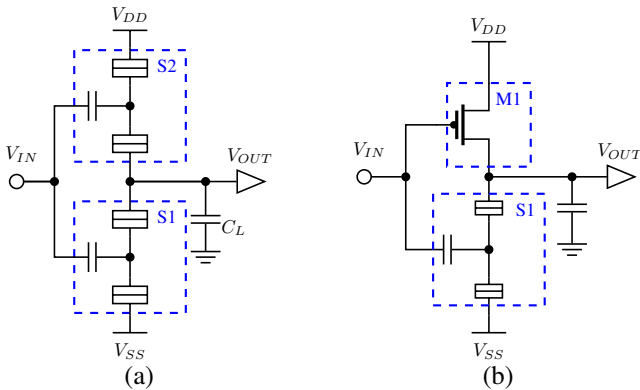 V_DD
S2
V_IN
V_OUT
S1
C_L
V_SS
(a)
V_DD
M1
V_IN
V_OUT
S1
V_SS
(b)